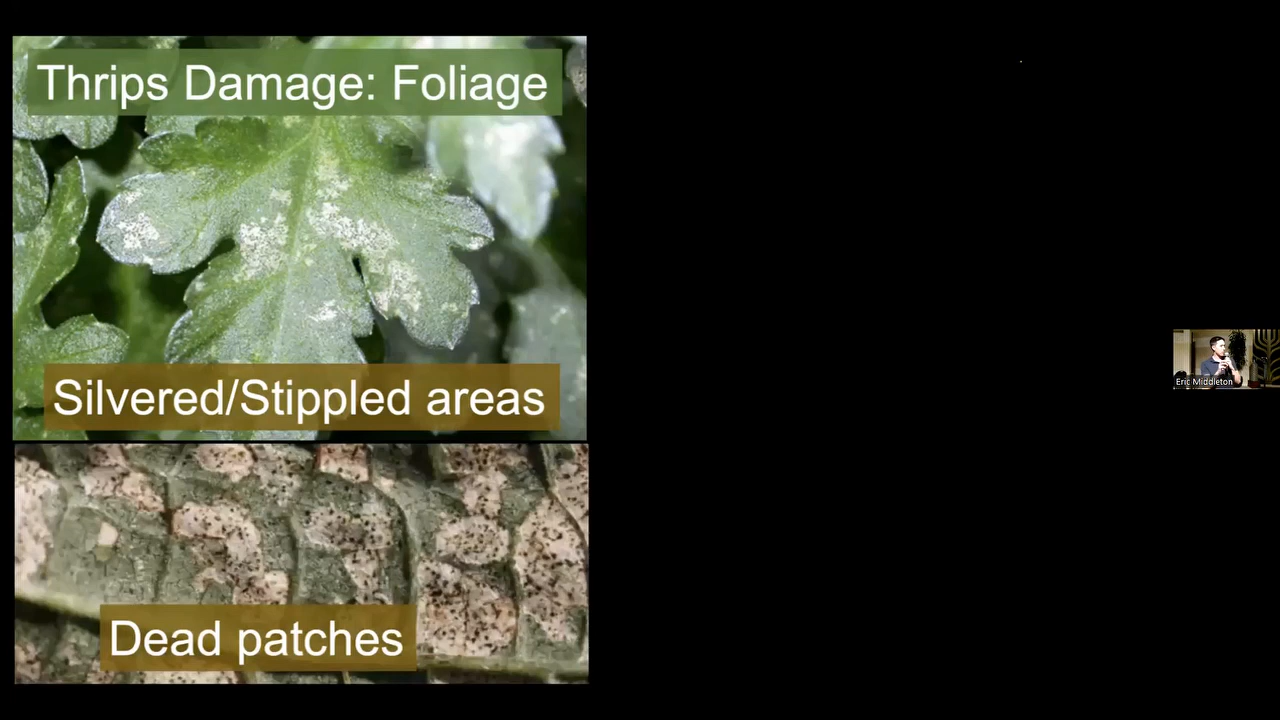 Thrips Damage: Foliage
Silvered/Stippled areas
Dead patches
Eric Middleton